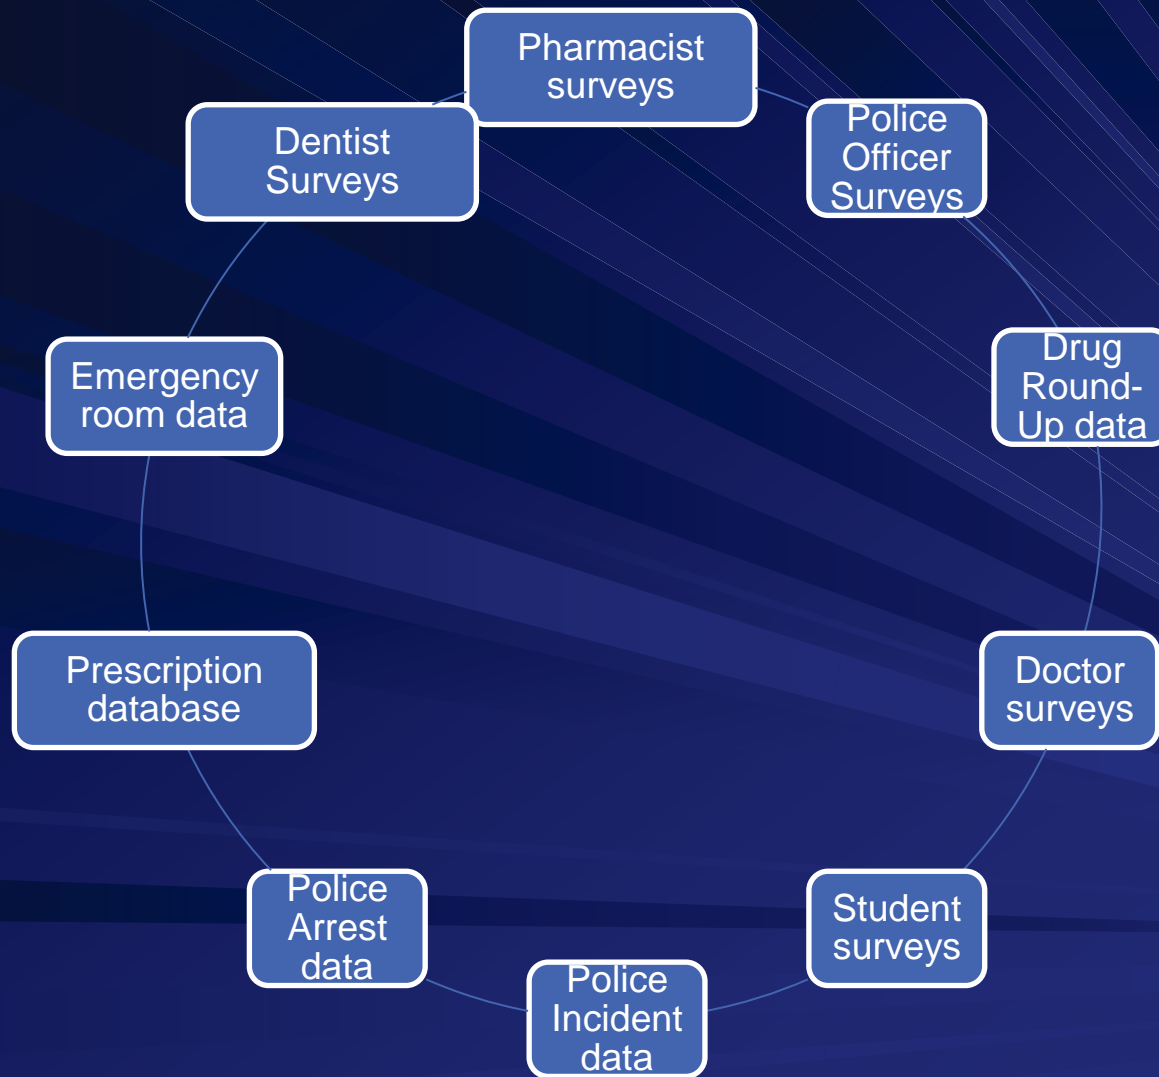 Pharmacist
surveys
Police
Officer
Surveys
Drug
Round-
Up data
Doctor
surveys
Student
surveys
Police
Incident
data
Police
Arrest
data
Prescription
database
Emergency
room data
Dentist
Surveys